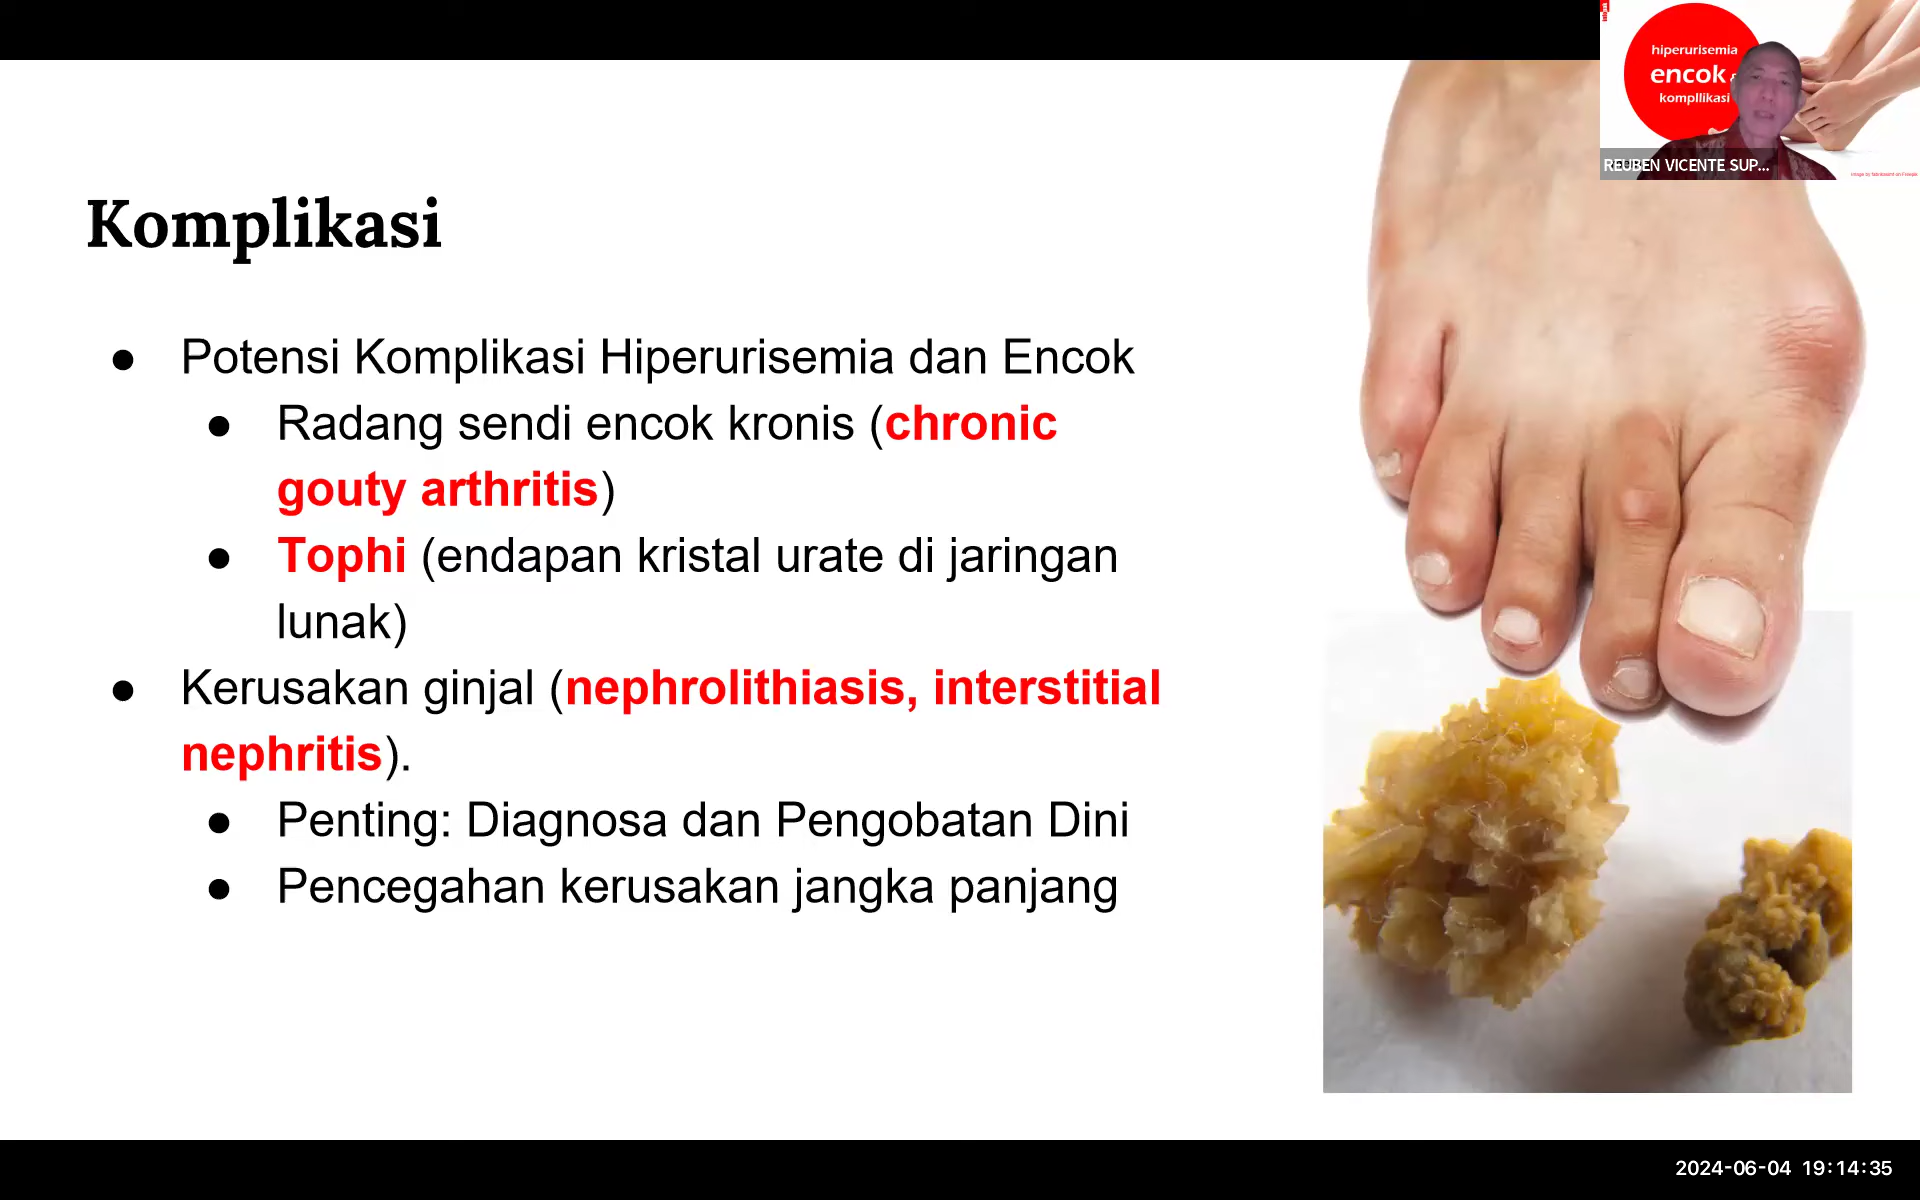 hiperurisemia
encok
kompllikasi
REUBEN VICENTE SUP...
Komplikasi
● Potensi Komplikasi Hiperurisemia dan Encok
● Radang sendi encok kronis (chronic
gouty arthritis)
● Tophi (endapan kristal urate di jaringan
lunak)
● Kerusakan ginjal (nephrolithiasis, interstitial
nephritis).
● Penting: Diagnosa dan Pengobatan Dini
● Pencegahan kerusakan jangka panjang
2024-06-04 19:14:35